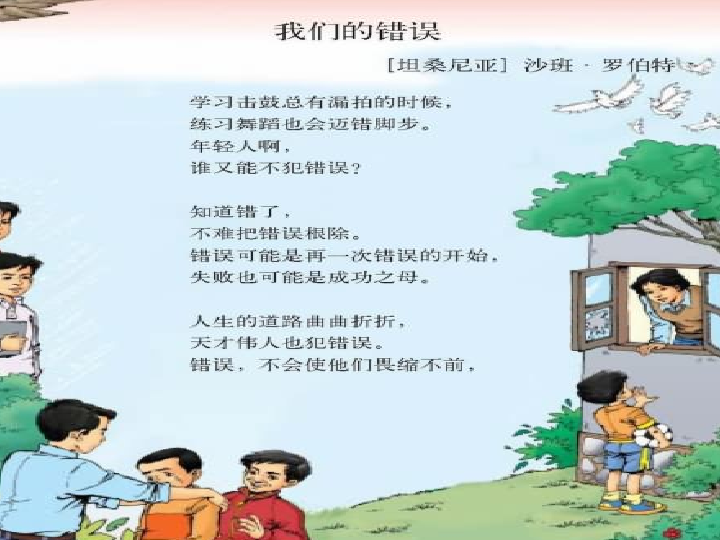 我们的错误
[坦桑尼亚] 沙班·罗伯特
学习击鼓总有漏拍的时候，
练习舞蹈也会迈错脚步。
年轻人啊，
谁又能不犯错误?
知道错了，
不难把错误根除。
错误可能是再一次错误的开始，
失败也可能是成功之母。
人生的道路曲曲折折，
天才伟人也犯错误。
错误，不会使他们畏缩不前，